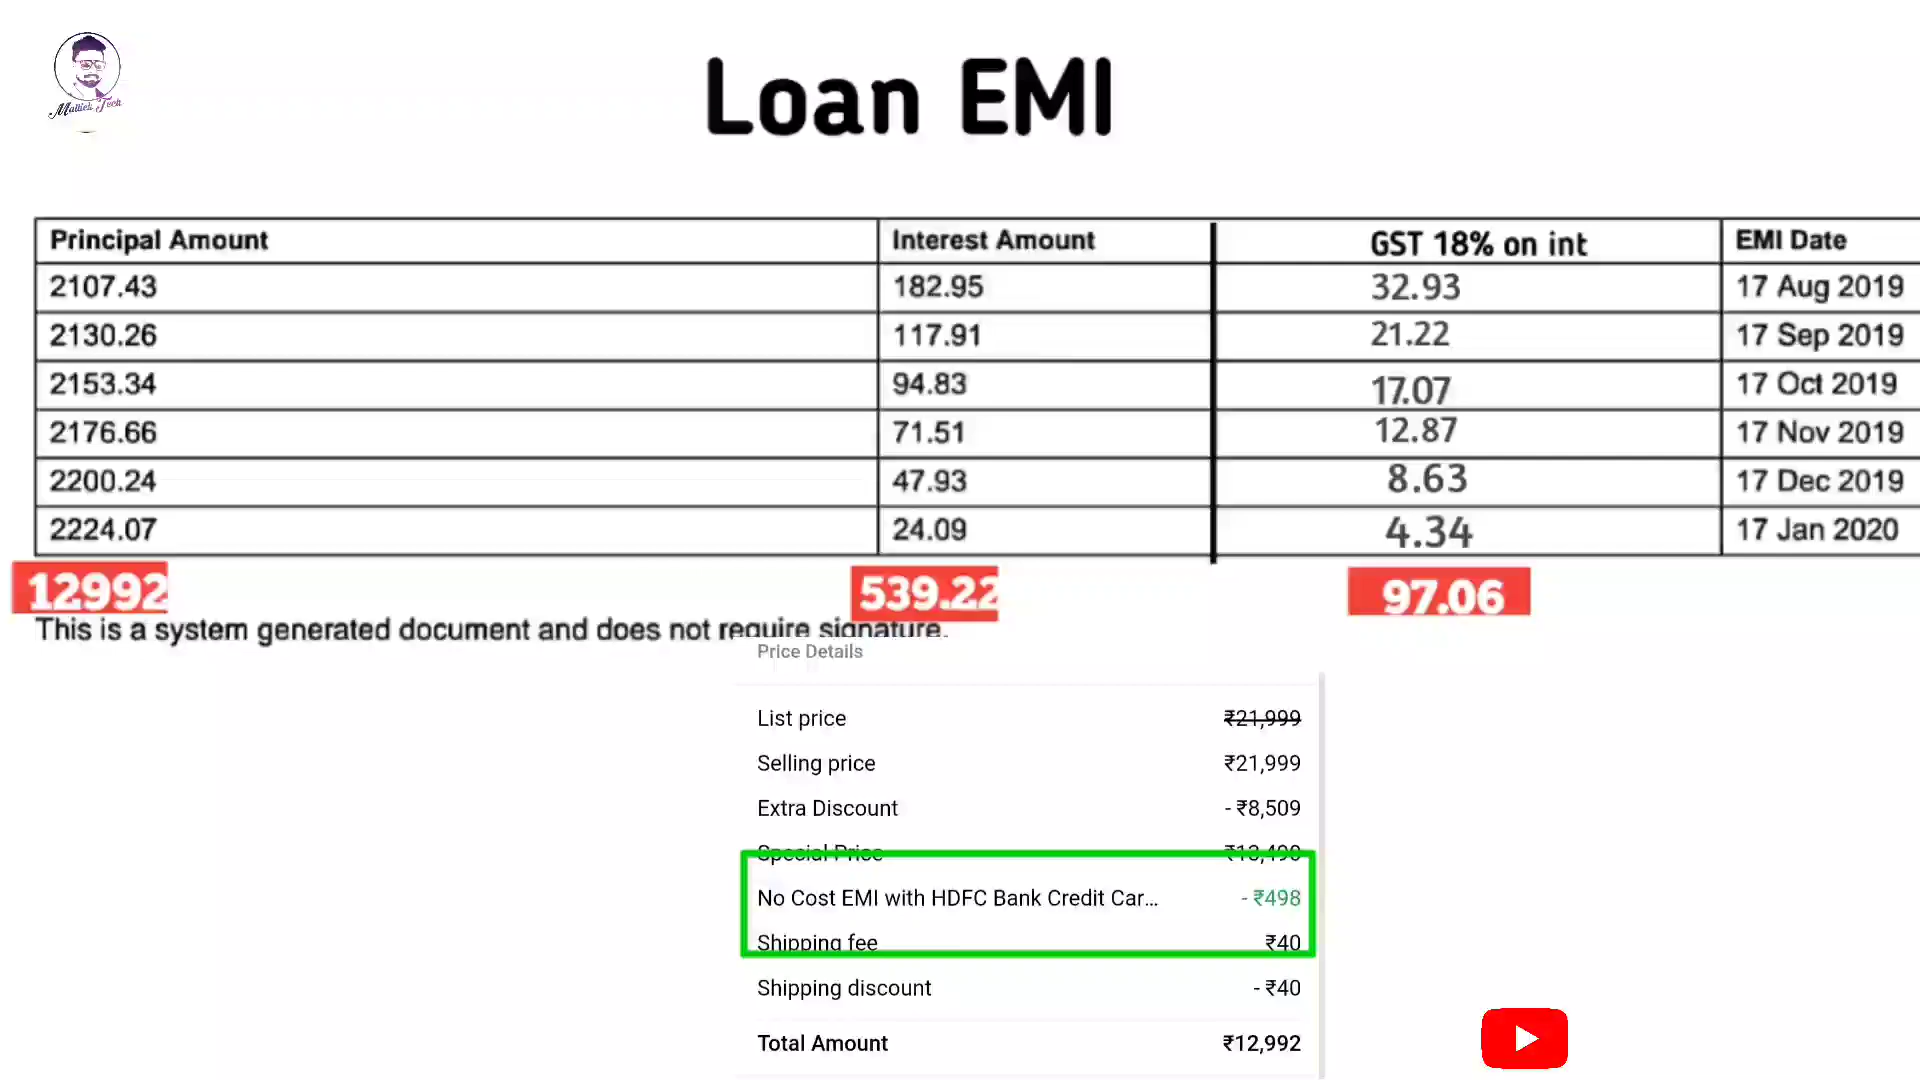 Mallick Tech
Loan EMI
Principal Amount Interest Amount GST 18% on int EMI Date
2107.43 182.95 32.93 17 Aug 2019
2130.26 117.91 21.22 17 Sep 2019
2153.34 94.83 17.07 17 Oct 2019
2176.66 71.51 12.87 17 Nov 2019
2200.24 47.93 8.63 17 Dec 2019
2224.07 24.09 4.34 17 Jan 2020
12992 539.22 97.06
This is a system generated document and does not require signature.
Price Details
List price ₹21,999
Selling price ₹21,999
Extra Discount - ₹8,509
Special Price ₹13,490
No Cost EMI with HDFC Bank Credit Car... - ₹498
Shipping fee ₹40
Shipping discount - ₹40
Total Amount ₹12,992